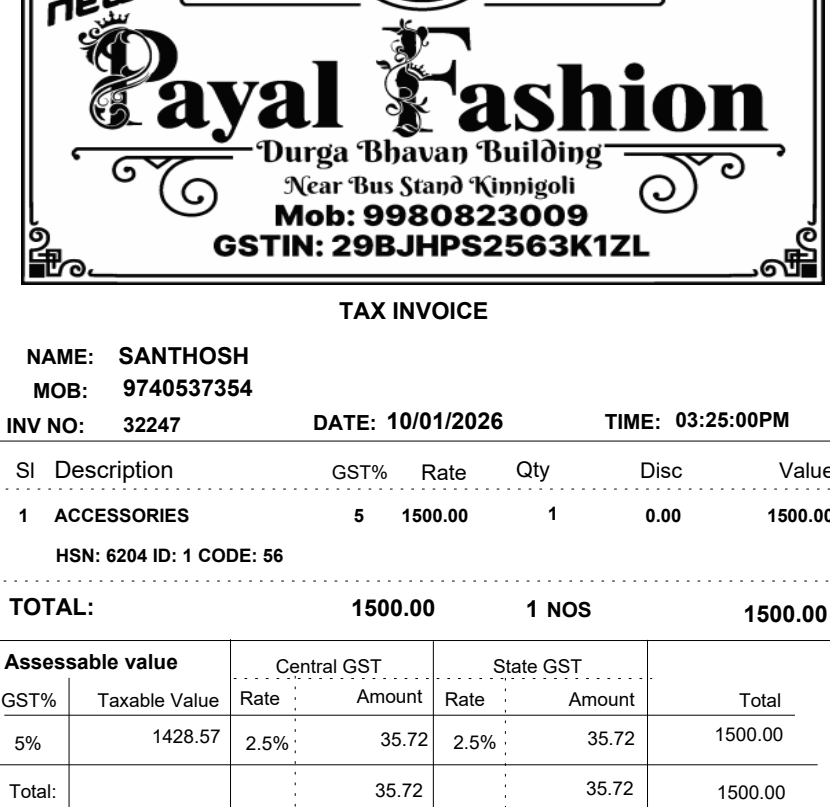 new
Payal Fashion
Durga Bhavan Building
Near Bus Stand Kinnigoli
Mob: 9980823009
GSTIN: 29BJHPS2563K1ZL
TAX INVOICE
NAME: SANTHOSH
MOB: 9740537354
INV NO: 32247 DATE: 10/01/2026 TIME: 03:25:00PM
Sl Description GST% Rate Qty Disc Value
1 ACCESSORIES 5 1500.00 1 0.00 1500.00
HSN: 6204 ID: 1 CODE: 56
TOTAL: 1500.00 1 NOS 1500.00
Assessable value Central GST State GST
GST% Taxable Value Rate Amount Rate Amount Total
5% 1428.57 2.5% 35.72 2.5% 35.72 1500.00
Total: 35.72 35.72 1500.00